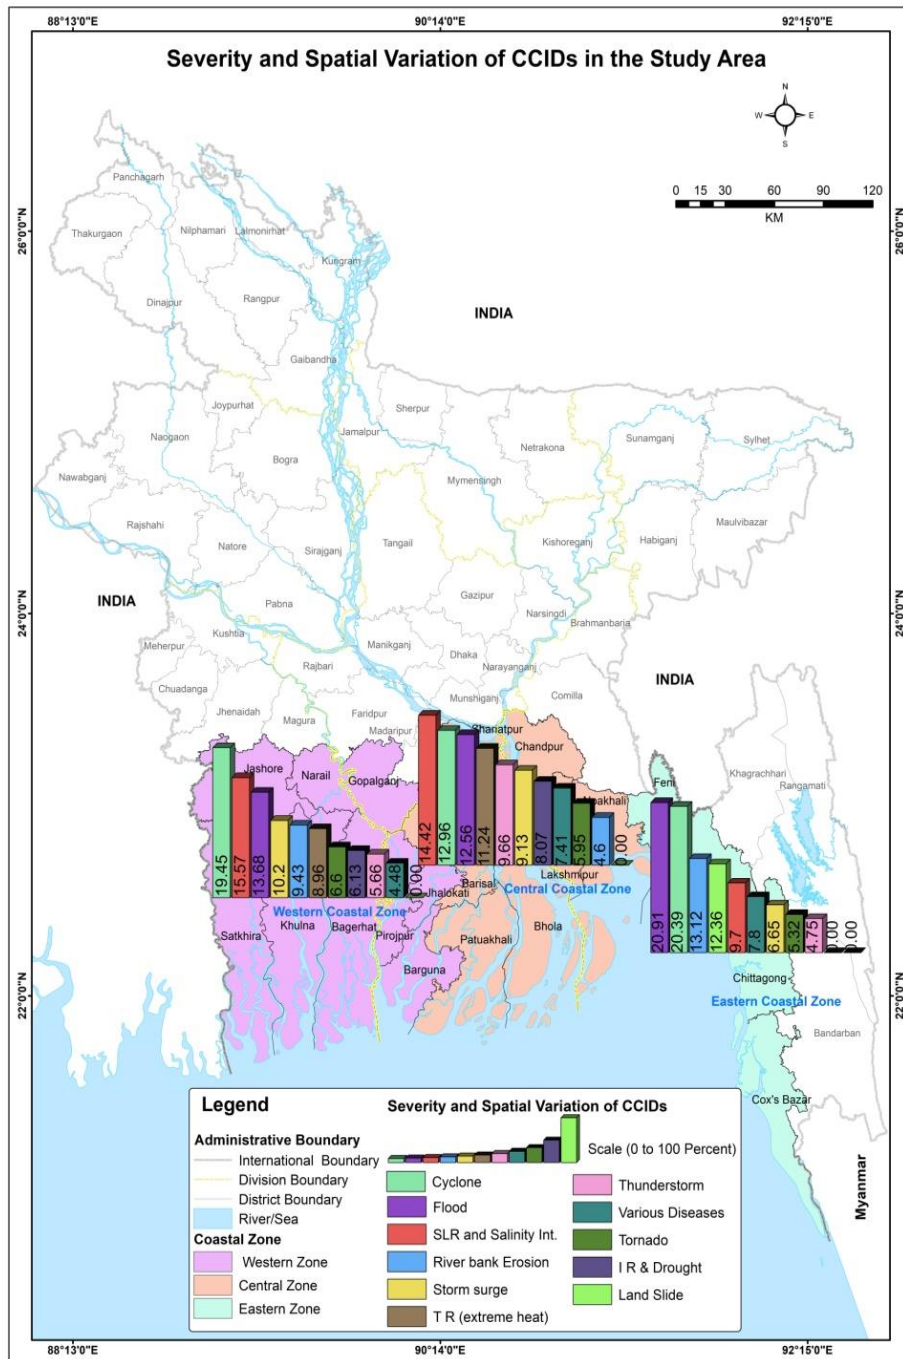 88°13'0"E 90°14'0"E 92°15'0"E
Severity and Spatial Variation of CCIDs in the Study Area
N
W E
S
0 15 30 60 90 120
KM
26°0'0"N 26°0'0"N
Panchagarh
Thakurgaon
Nilphamari
Lalmonirhat
Kurigram
Dinajpur
Rangpur
INDIA
Gaibandha
Joypurhat
Sherpur
Jamalpur
Naogaon
Netrakona
Sunamganj
Sylhet
Bogra
Nawabganj
Mymensingh
Rajshahi
Maulvibazar
Natore
Sirajganj
Tangail
Kishoreganj
Habiganj
INDIA
Pabna
Gazipur
Narsingdi
24°0'0"N 24°0'0"N
Brahmanbaria
Kushtia
Meherpur
Manikganj
Dhaka
Rajbari
Narayanganj
INDIA
Chuadanga
Munshiganj
Comilla
Jhenaidah
Magura
Faridpur
Madaripur
Shariatpur
Chandpur
Khagrachhari
Rangamati
Jashore
Narail
Gopalganj
Feni
Noakhali
19.45
15.57
13.68
10.2
9.43
8.96
6.6
6.13
5.66
4.48
0.00
14.42
12.96
12.56
11.24
9.66
9.13
8.07
7.41
5.95
4.6
0.00
20.91
20.39
13.12
12.36
9.7
7.8
6.65
5.32
4.75
0.00
0.00
Lakshmpur
Central Coastal Zone
Barisal
Jhalokati
Western Coastal Zone
Khulna
Bagerhat
Satkhira
Pirojpur
Patuakhali
Bhola
Barguna
Chittagong
Eastern Coastal Zone
22°0'0"N 22°0'0"N
Bandarban
Cox's Bazar
Myanmar
Legend
Administrative Boundary
International Boundary
Division Boundary
District Boundary
River/Sea
Coastal Zone
Western Zone
Central Zone
Eastern Zone
Severity and Spatial Variation of CCIDs
Scale (0 to 100 Percent)
Cyclone
Flood
SLR and Salinity Int.
River bank Erosion
Storm surge
T R (extreme heat)
Thunderstorm
Various Diseases
Tornado
I R & Drought
Land Slide
88°13'0"E 90°14'0"E 92°15'0"E